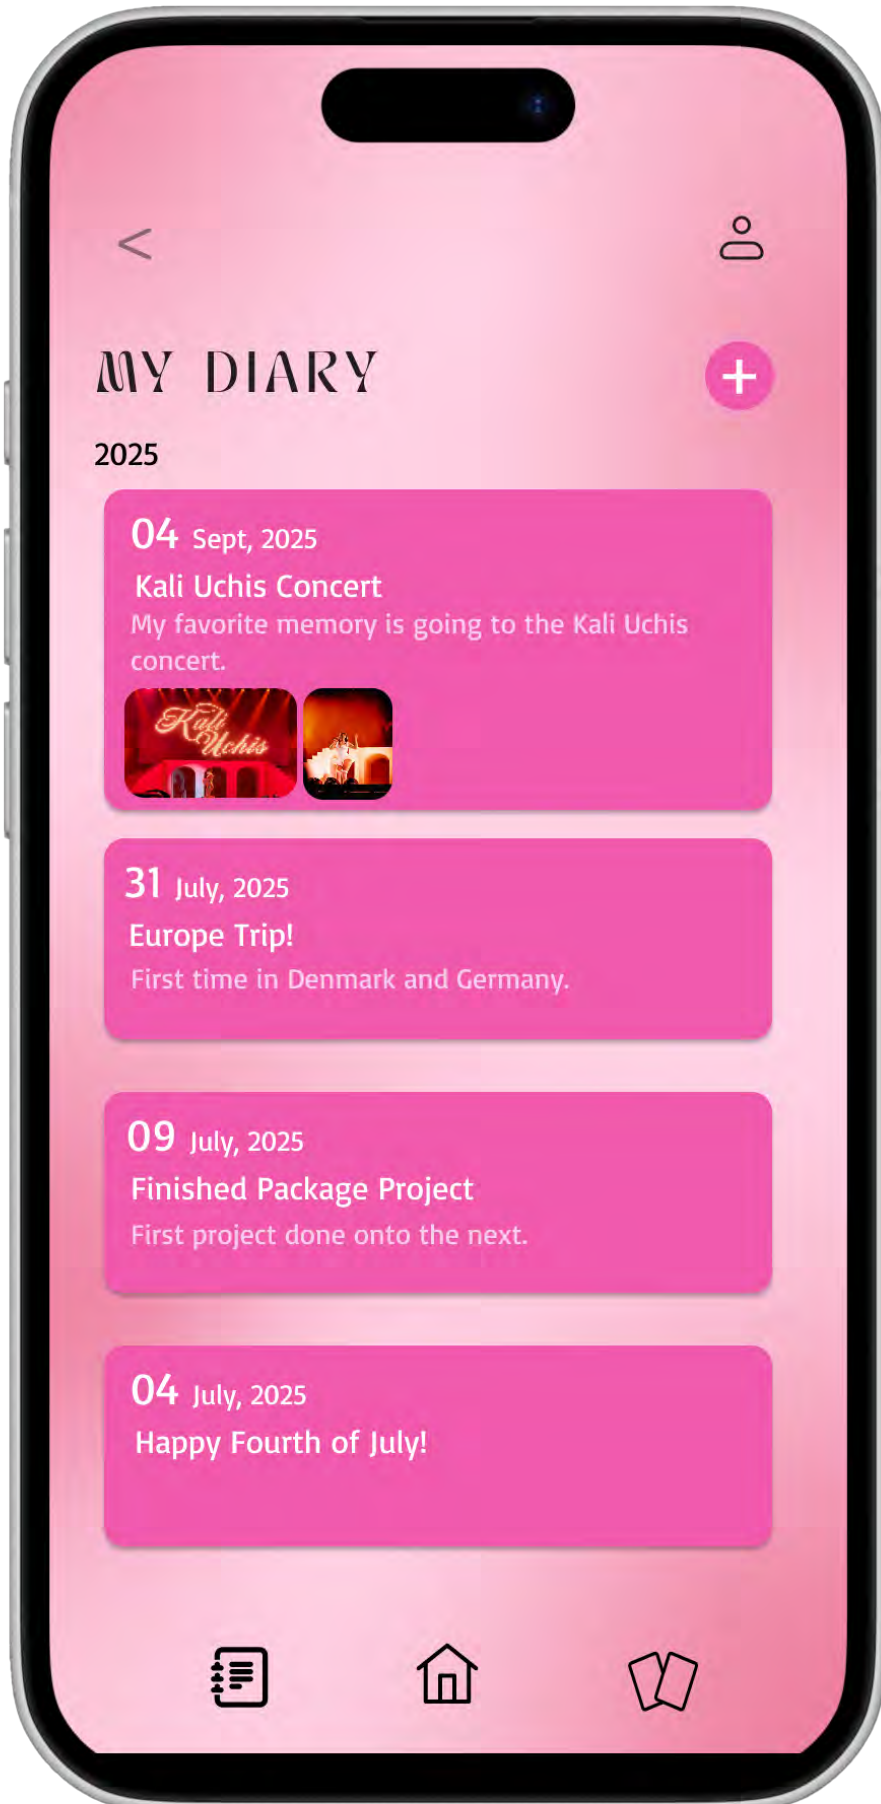 <
MY DIARY
+
2025
04 Sept, 2025
Kali Uchis Concert
My favorite memory is going to the Kali Uchis
concert.
Kali
Uchis
31 July, 2025
Europe Trip!
First time in Denmark and Germany.
09 July, 2025
Finished Package Project
First project done onto the next.
04 July, 2025
Happy Fourth of July!